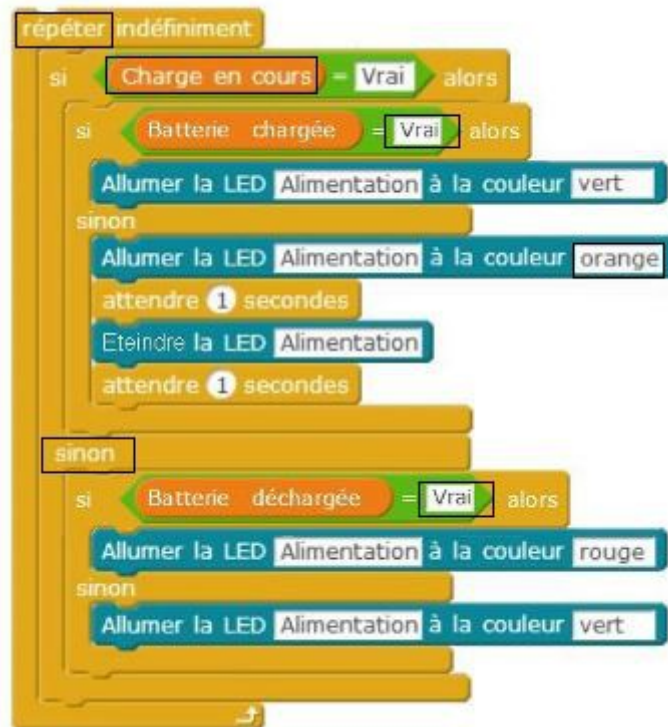 répéter indéfiniment
si Charge en cours = Vrai alors
si Batterie chargée = Vrai alors
Allumer la LED Alimentation à la couleur vert
sinon
Allumer la LED Alimentation à la couleur orange
attendre 1 secondes
Eteindre la LED Alimentation
attendre 1 secondes
sinon
si Batterie déchargée = Vrai alors
Allumer la LED Alimentation à la couleur rouge
sinon
Allumer la LED Alimentation à la couleur vert